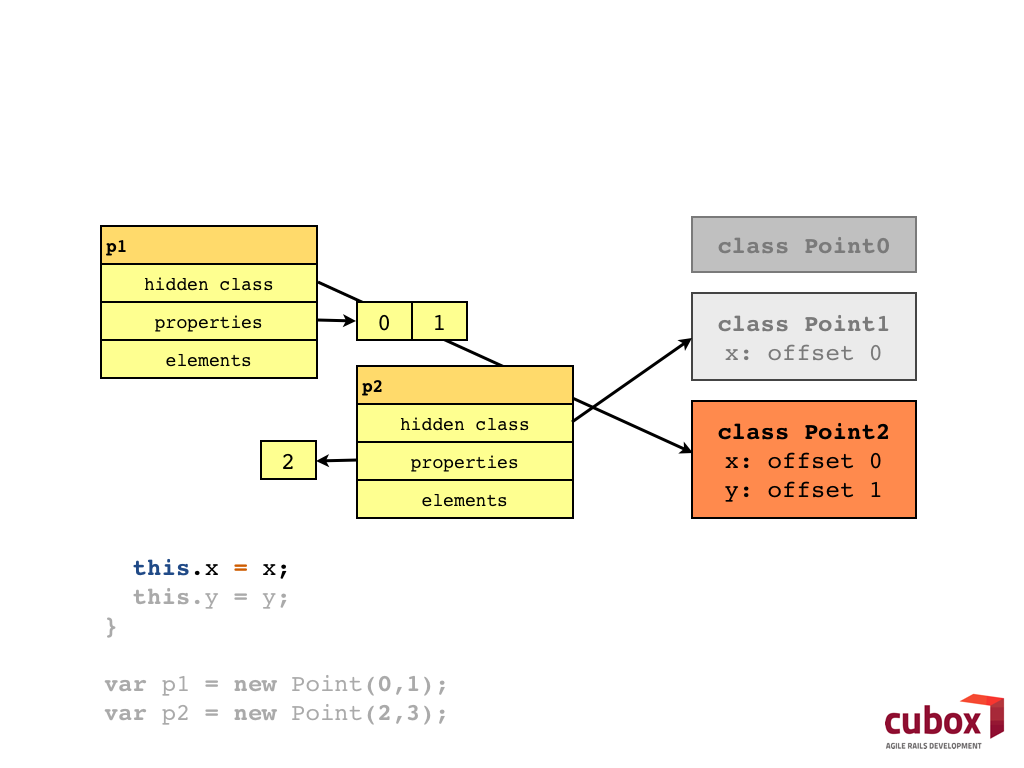 p1
hidden class
properties
elements
0 1
p2
hidden class
properties
elements
2
class Point0
class Point1
x: offset 0
class Point2
x: offset 0
y: offset 1
this.x = x;
this.y = y;
}
var p1 = new Point(0,1);
var p2 = new Point(2,3);
cubox
AGILE RAILS DEVELOPMENT